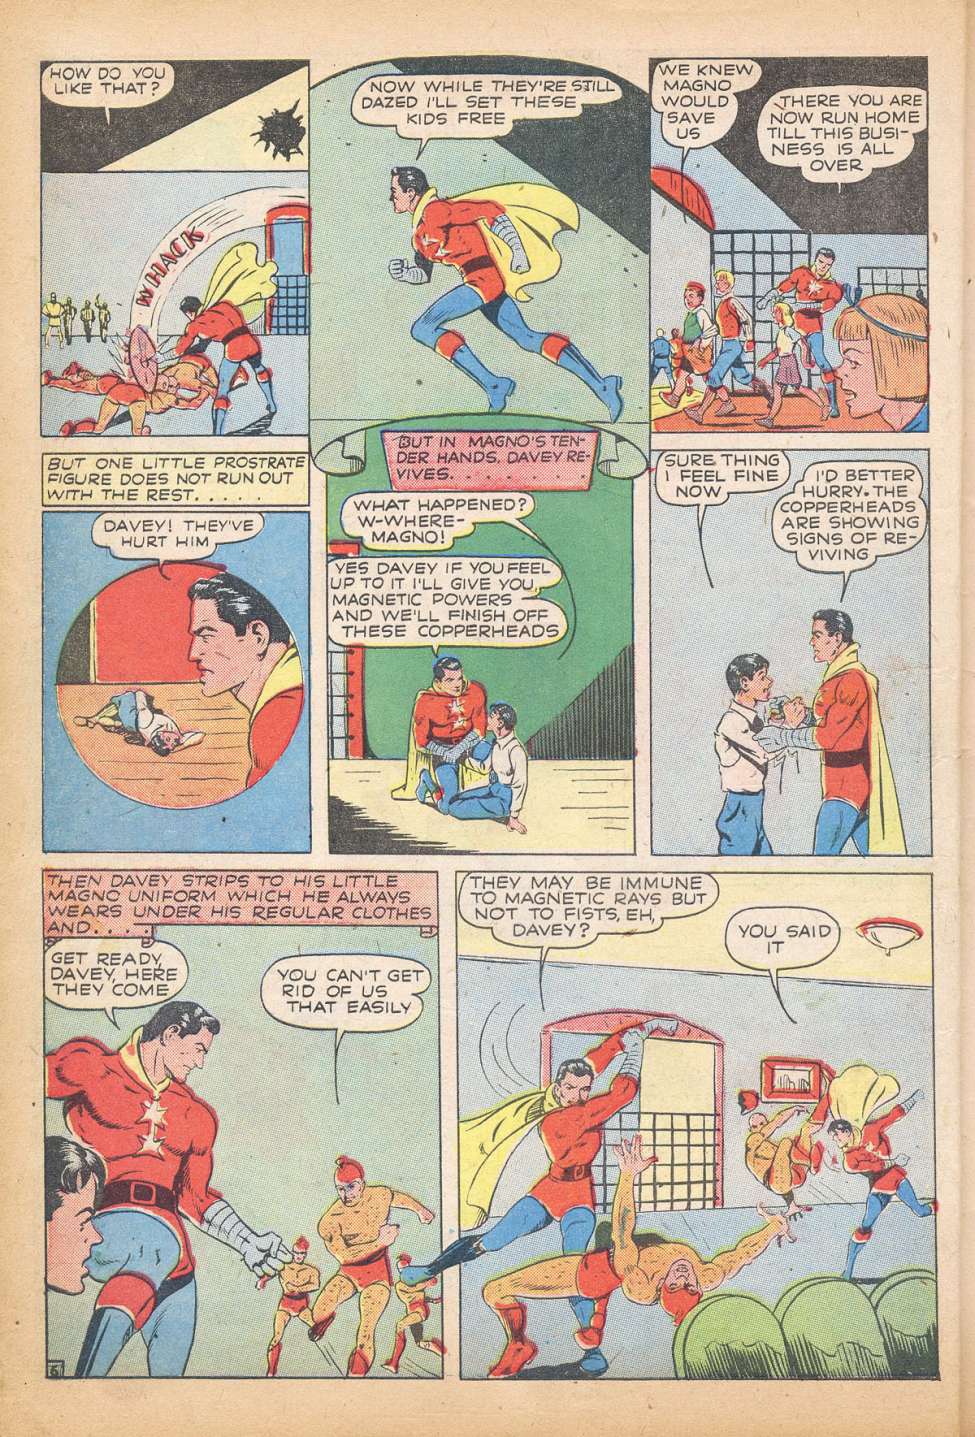 HOW DO YOU
LIKE THAT?
WHACK
NOW WHILE THEY'RE STILL
DAZED I'LL SET THESE
KIDS FREE
WE KNEW
MAGNO
WOULD
SAVE
US
THERE YOU ARE
NOW RUN HOME
TILL THIS BUSI-
NESS IS ALL
OVER
BUT ONE LITTLE PROSTRATE
FIGURE DOES NOT RUN OUT
WITH THE REST.....
DAVEY! THEY'VE
HURT HIM
BUT IN MAGNO'S TEN-
DER HANDS, DAVEY RE-
VIVES........
WHAT HAPPENED?
W-WHERE-
MAGNO!
YES DAVEY IF YOU FEEL
UP TO IT I'LL GIVE YOU
MAGNETIC POWERS
AND WE'LL FINISH OFF
THESE COPPERHEADS
SURE THING
I FEEL FINE
NOW
I'D BETTER
HURRY. THE
COPPERHEADS
ARE SHOWING
SIGNS OF RE-
VIVING
THEN DAVEY STRIPS TO HIS LITTLE
MAGNO UNIFORM WHICH HE ALWAYS
WEARS UNDER HIS REGULAR CLOTHES
AND....
GET READY,
DAVEY, HERE
THEY COME
YOU CAN'T GET
RID OF US
THAT EASILY
6
THEY MAY BE IMMUNE
TO MAGNETIC RAYS BUT
NOT TO FISTS, EH,
DAVEY?
YOU SAID
IT